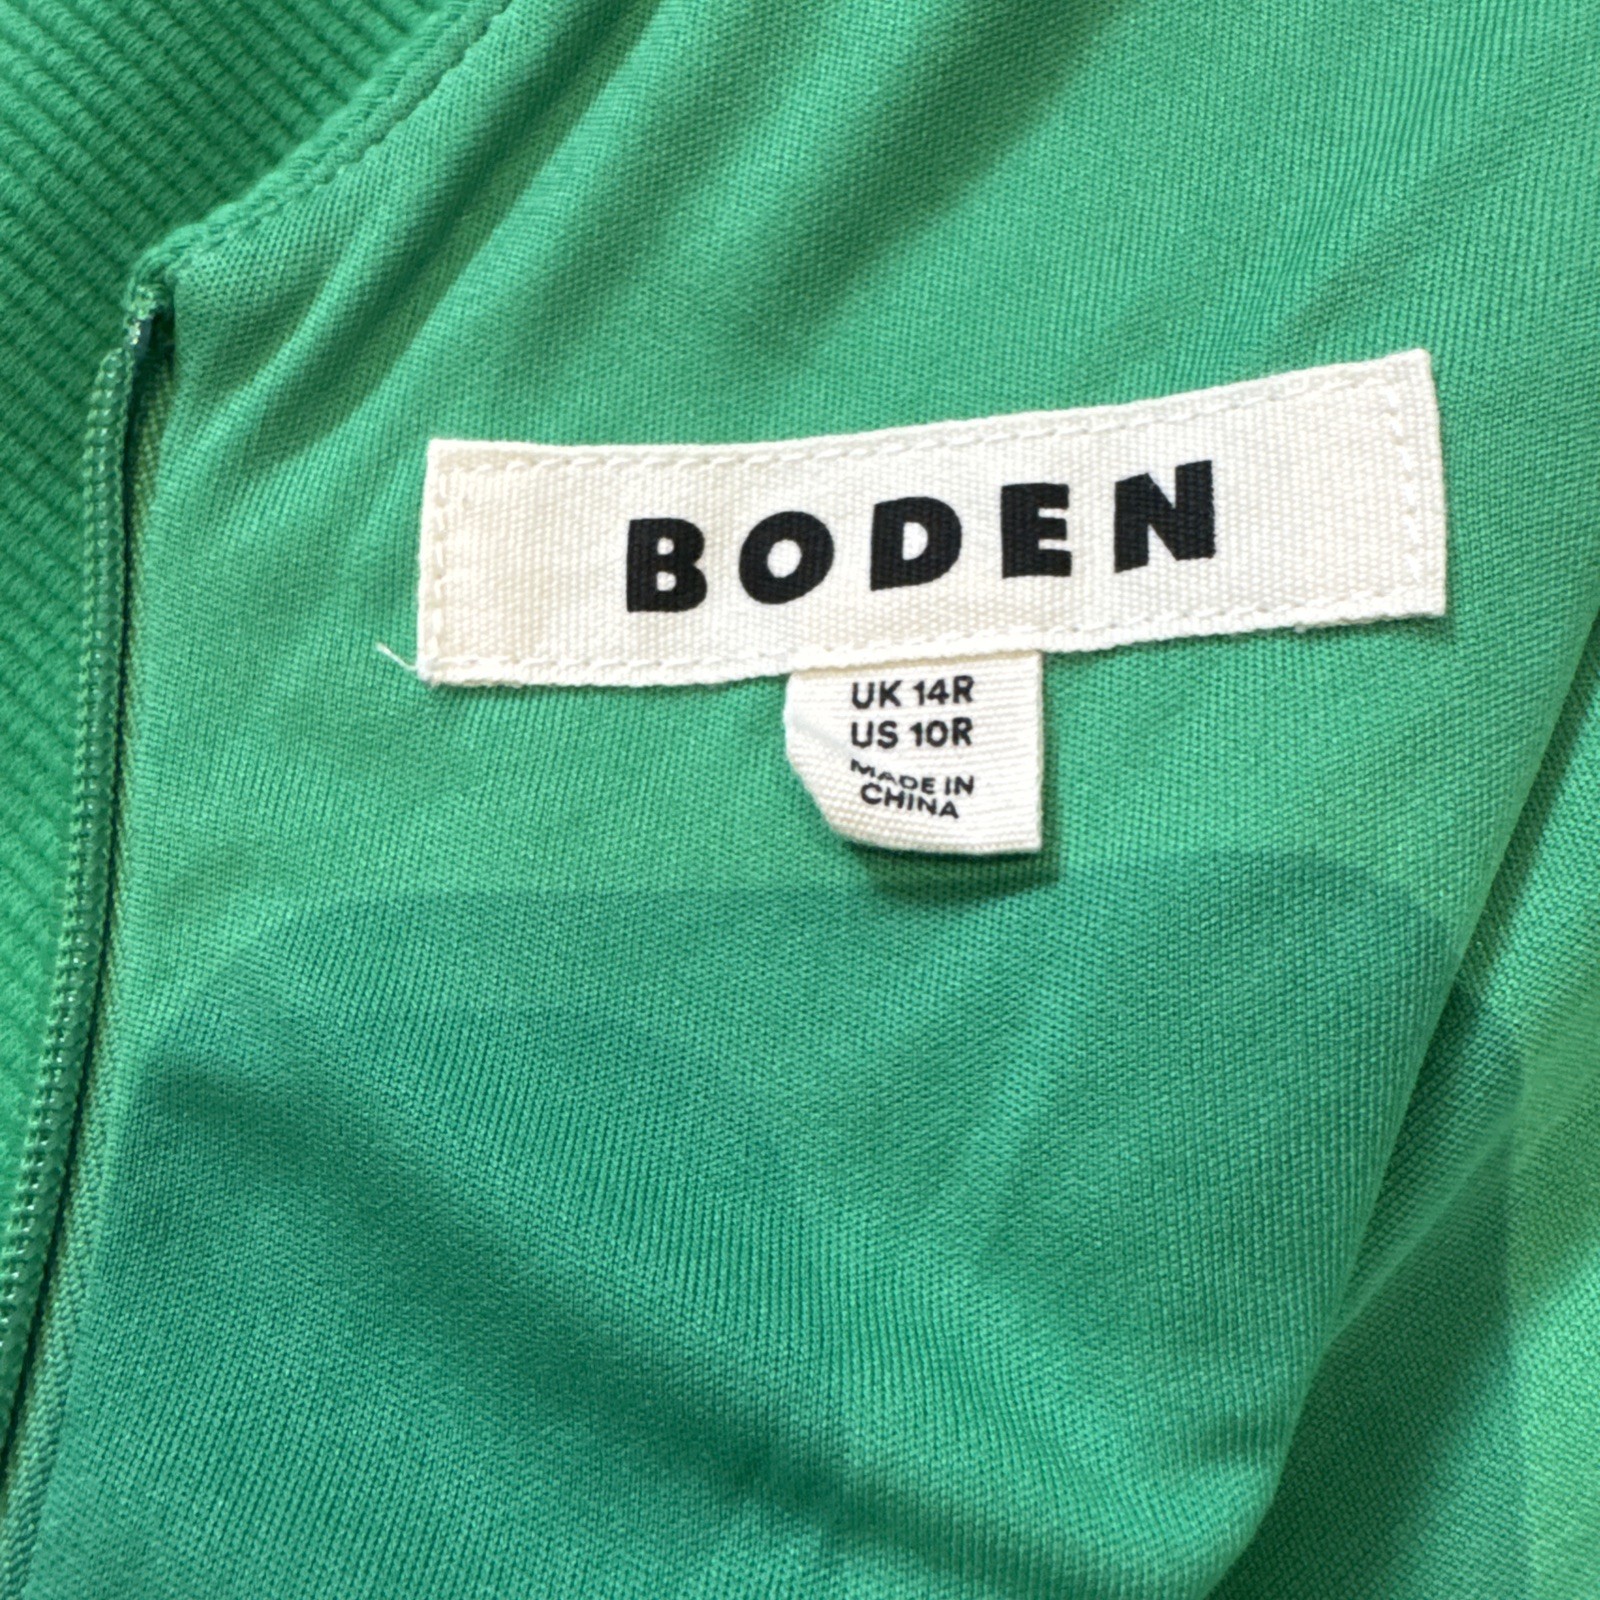 BODEN
UK 14R
US 10R
MADE IN
CHINA